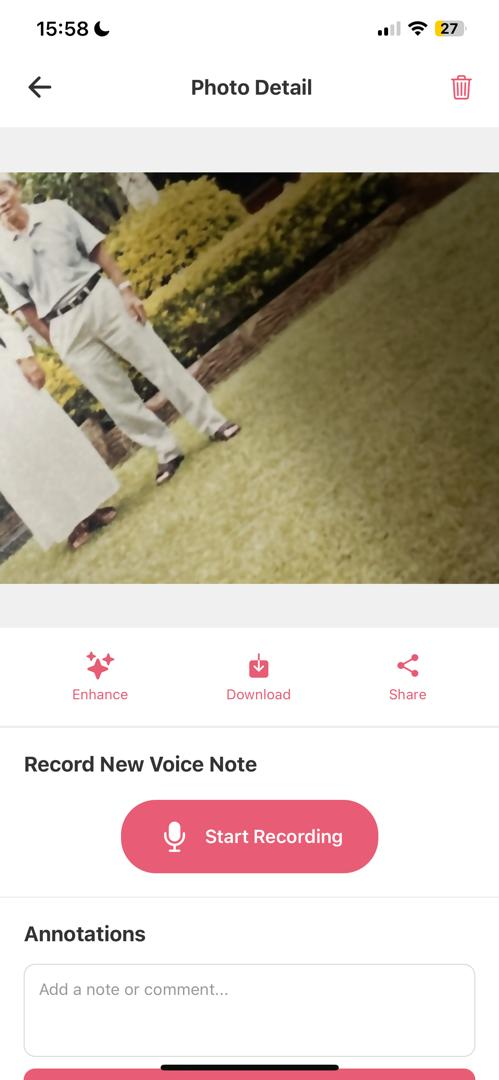 15:58
27
Photo Detail
Enhance
Download
Share
Record New Voice Note
Start Recording
Annotations
Add a note or comment...